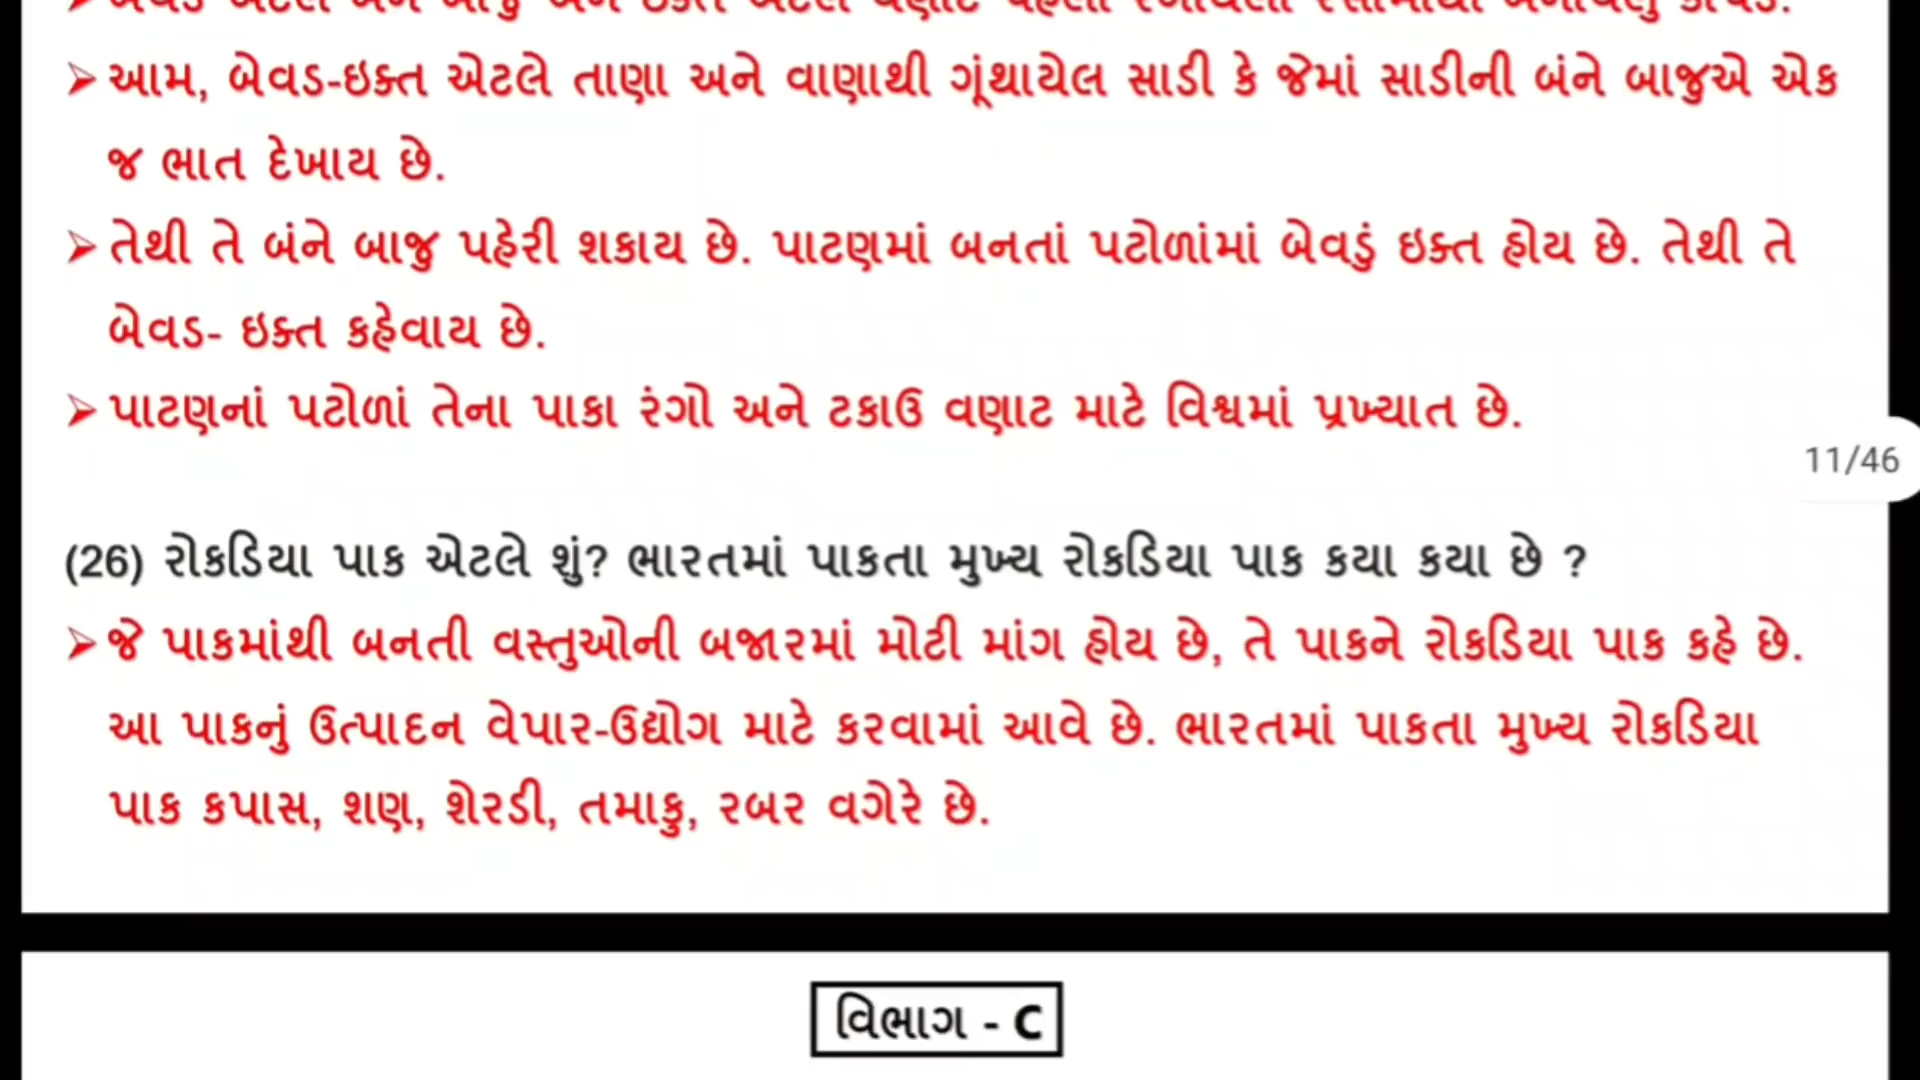 ➢આમ, બેવડ-ઇક્ત એટલે તાણા અને વાણાથી ગૂંથાયેલ સાડી કે જેમાં સાડીની બંને બાજુએ એક
જ ભાત દેખાય છે.
➢તેથી તે બંને બાજુ પહેરી શકાય છે. પાટણમાં બનતાં પટોળાંમાં બેવડું ઇક્ત હોય છે. તેથી તે
બેવડ- ઇક્ત કહેવાય છે.
➢પાટણનાં પટોળાં તેના પાકા રંગો અને ટકાઉ વણાટ માટે વિશ્વમાં પ્રખ્યાત છે.
11/46
(26) રોકડિયા પાક એટલે શું? ભારતમાં પાકતા મુખ્ય રોકડિયા પાક કયા કયા છે ?
➢જે પાકમાંથી બનતી વસ્તુઓની બજારમાં મોટી માંગ હોય છે, તે પાકને રોકડિયા પાક કહે છે.
આ પાકનું ઉત્પાદન વેપાર-ઉદ્યોગ માટે કરવામાં આવે છે. ભારતમાં પાકતા મુખ્ય રોકડિયા
પાક કપાસ, શણ, શેરડી, તમાકુ, રબર વગેરે છે.
વિભાગ - C